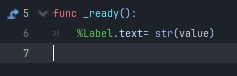 5 func _ready():
6 %Label.text= str(value)
7